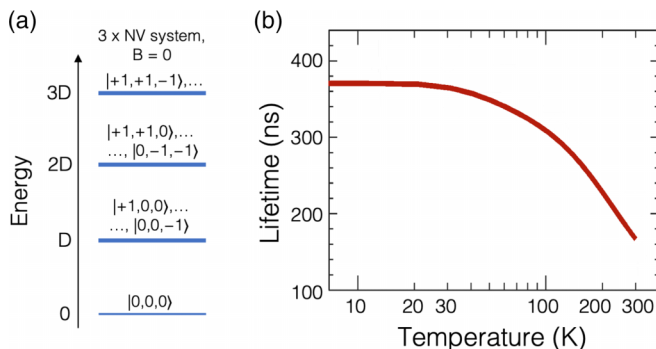 (a)
3 x NV system,
B = 0
Energy
3D
|+1,+1,-1⟩,...
2D
|+1,+1,0⟩,...
..., |0,-1,-1⟩
D
|+1,0,0⟩,...
..., |0,0,-1⟩
0
|0,0,0⟩
(b)
Lifetime (ns)
400
300
200
100
10
20
30
100
200
300
Temperature (K)